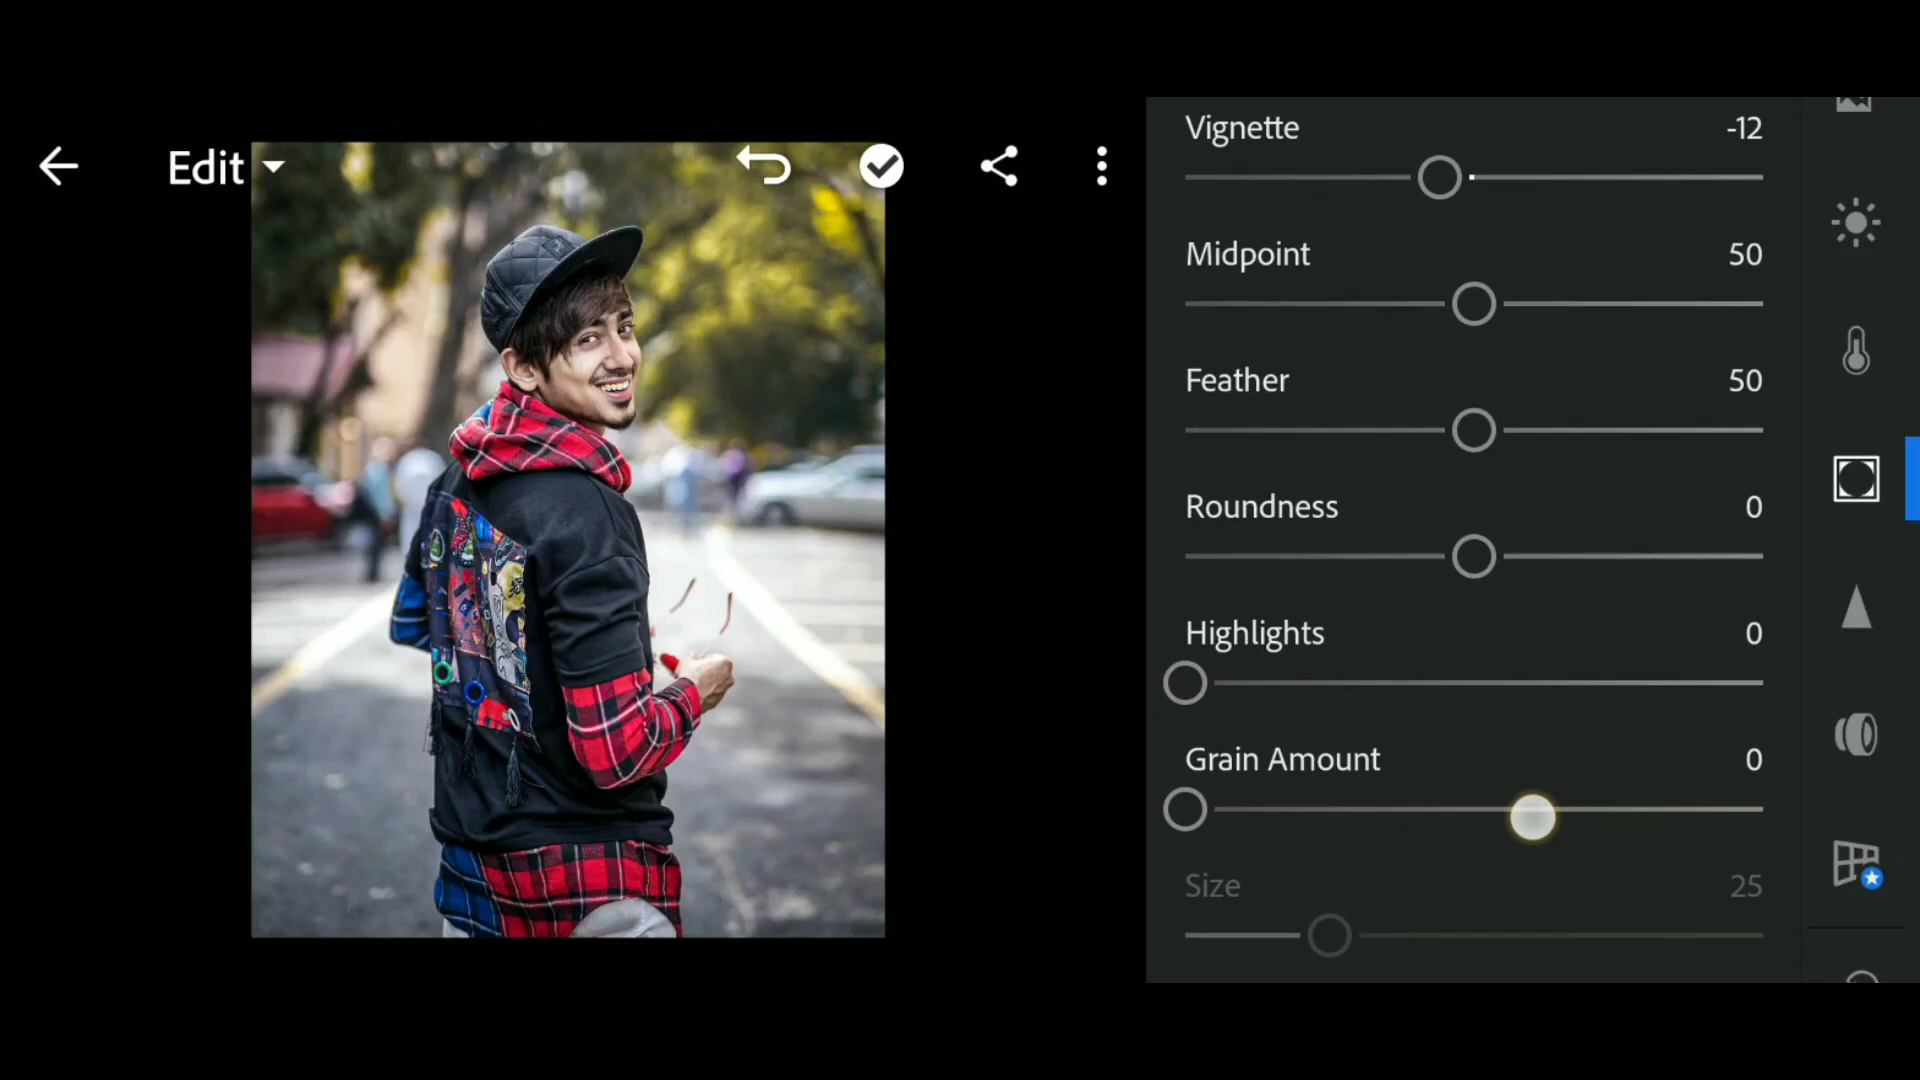 Edit
Vignette -12
Midpoint 50
Feather 50
Roundness 0
Highlights 0
Grain Amount 0
Size 25